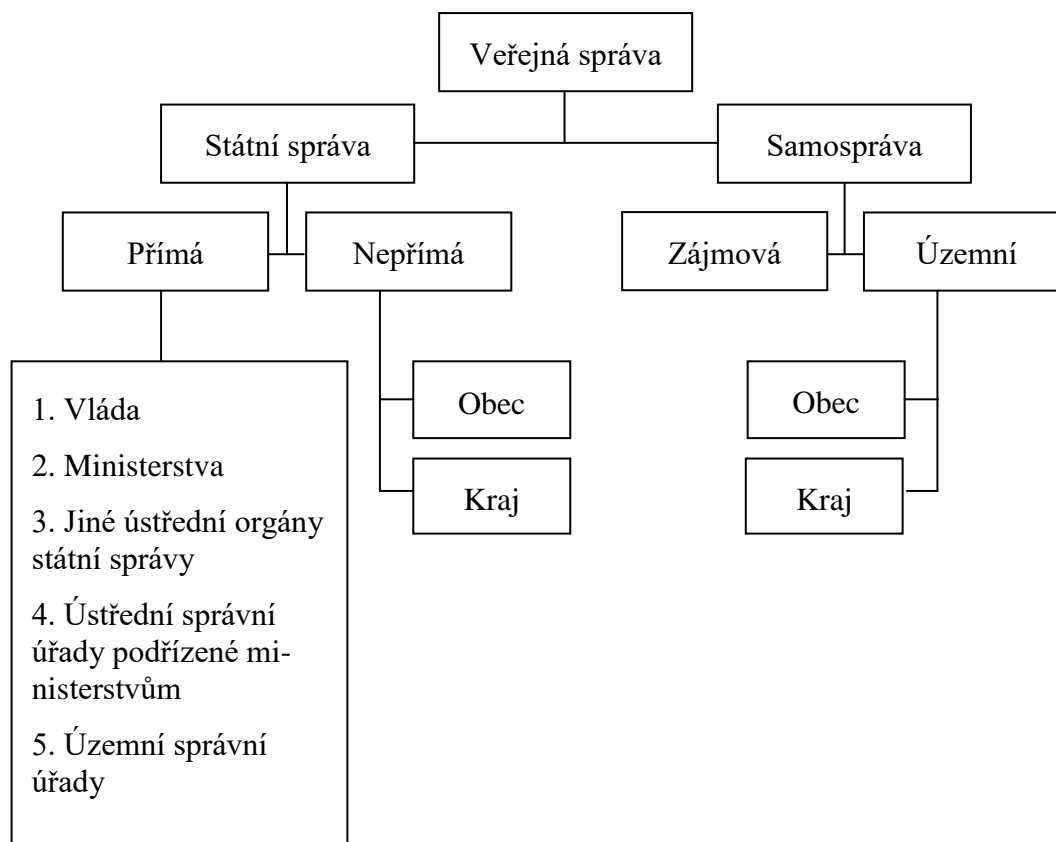 Veřejná správa
Státní správa
Samospráva
Přímá
Nepřímá
Zájmová
Územní
1. Vláda
2. Ministerstva
3. Jiné ústřední orgány
státní správy
4. Ústřední správní
úřady podřízené mi-
nisterstvům
5. Územní správní
úřady
Obec
Kraj
Obec
Kraj